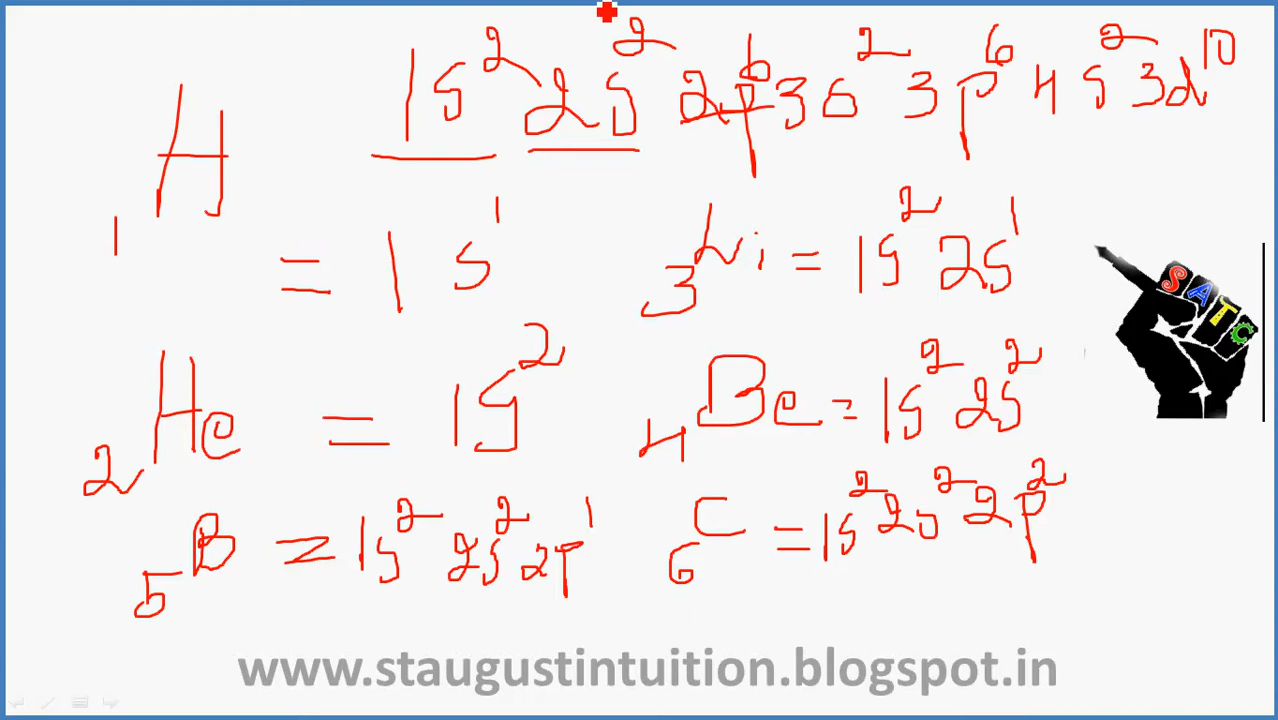 1s² 2s² 2p⁶ 3s² 3p⁶ 4s² 3d¹⁰
₁H = 1s¹
₃Li = 1s² 2s¹
SATC
₂He = 1s²
₄Be = 1s² 2s²
₅B = 1s² 2s² 2p¹
₆C = 1s² 2s² 2p²
www.staugustintuition.blogspot.in